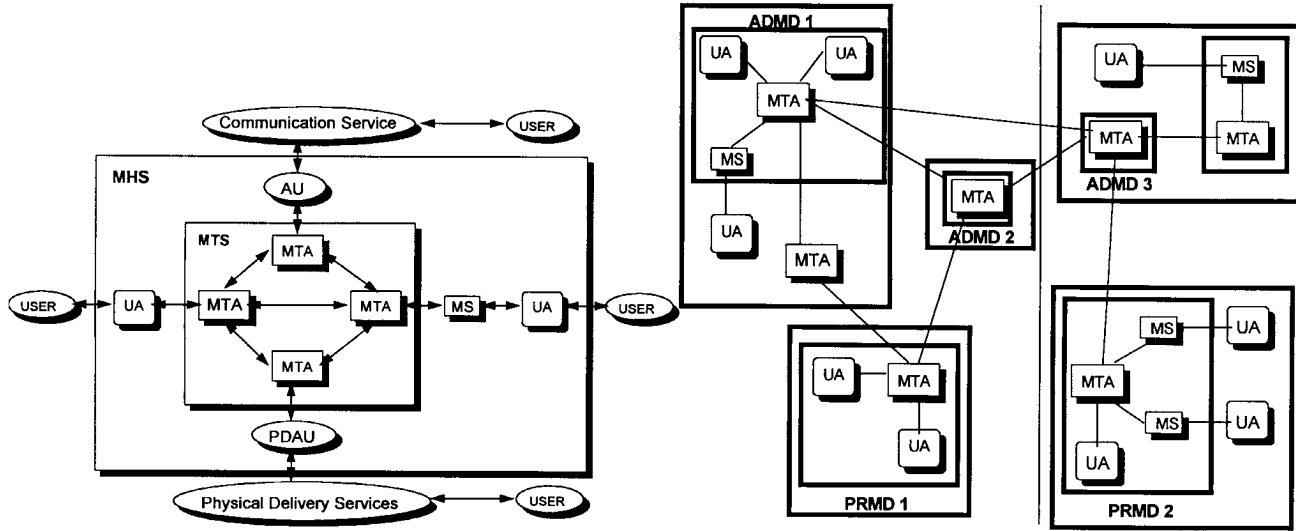 Communication Service
USER
MHS
AU
MTS
MTA
USER
UA
MTA
MTA
MS
UA
USER
MTA
PDAU
Physical Delivery Services
USER
ADMD 1
UA
UA
MTA
MS
UA
MTA
MTA
ADMD 2
UA
MS
MTA
MTA
ADMD 3
UA
MTA
UA
PRMD 1
MS
UA
MTA
MS
UA
UA
PRMD 2